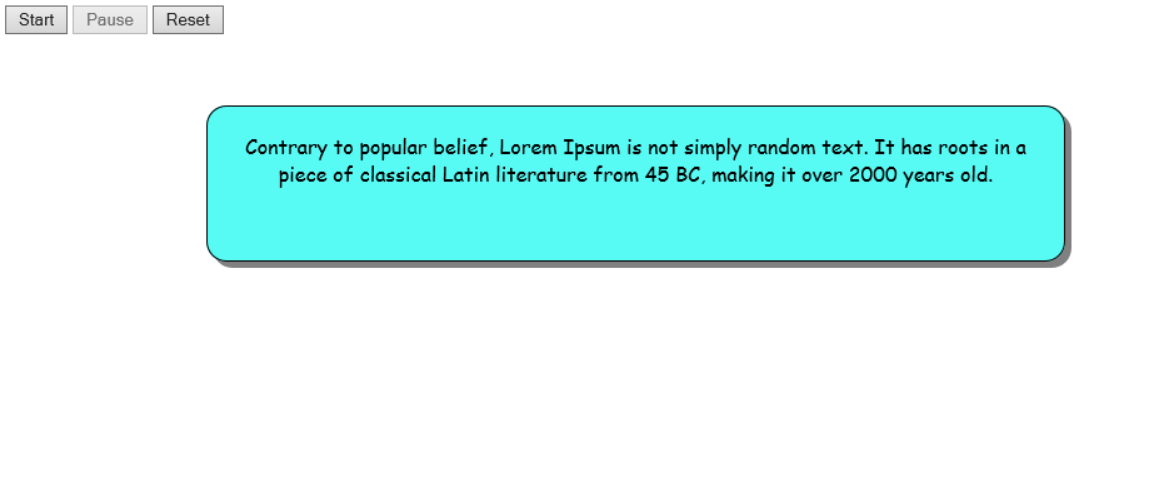 Start Pause Reset
Contrary to popular belief, Lorem Ipsum is not simply random text. It has roots in a
piece of classical Latin literature from 45 BC, making it over 2000 years old.